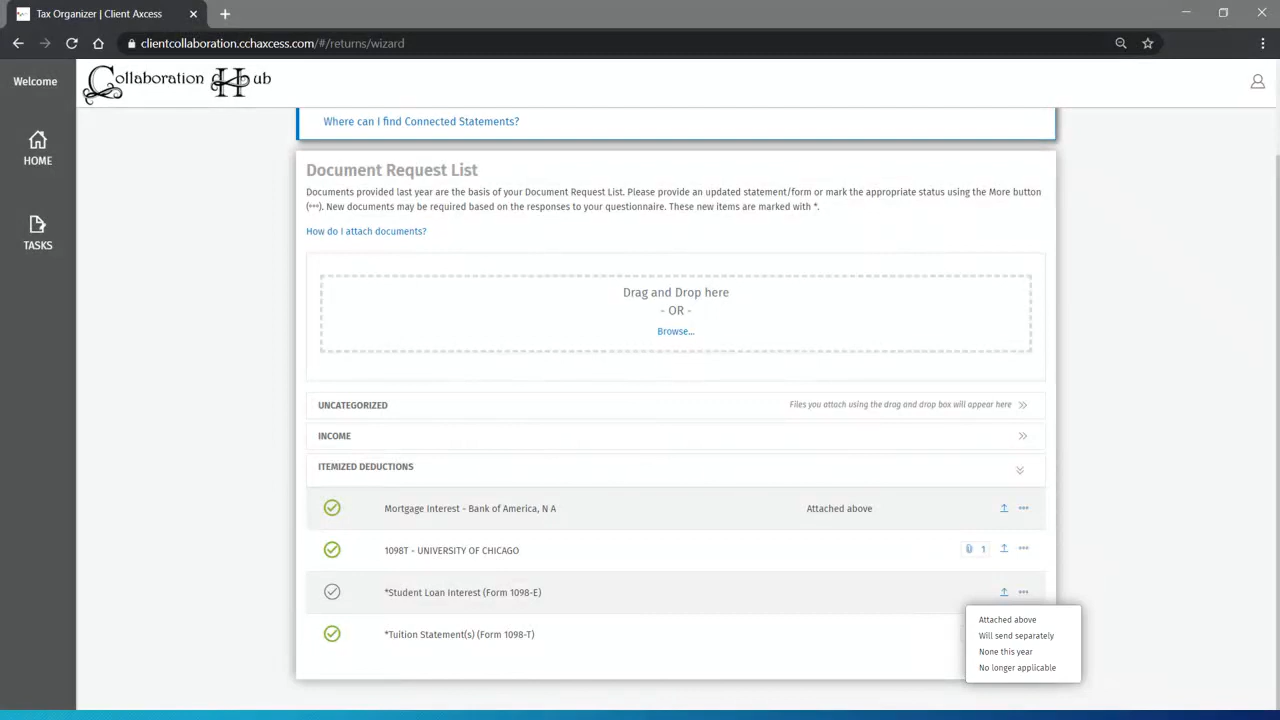 Tax Organizer | Client Axcess
clientcollaboration.cchaxcess.com/#/returns/wizard
Welcome
Collaboration Hub
HOME
TASKS
Where can I find Connected Statements?
Document Request List
Documents provided last year are the basis of your Document Request List. Please provide an updated statement/form or mark the appropriate status using the More button
(•••). New documents may be required based on the responses to your questionnaire. These new items are marked with *.
How do I attach documents?
Drag and Drop here
- OR -
Browse...
UNCATEGORIZED Files you attach using the drag and drop box will appear here
INCOME
ITEMIZED DEDUCTIONS
Mortgage Interest - Bank of America, N A Attached above
1098T - UNIVERSITY OF CHICAGO 1
*Student Loan Interest (Form 1098-E)
*Tuition Statement(s) (Form 1098-T)
Attached above
Will send separately
None this year
No longer applicable